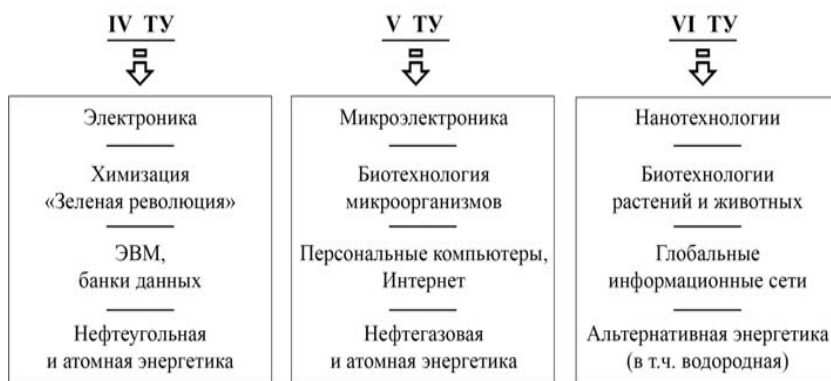 IV ТУ
Электроника
Химизация
«Зеленая революция»
ЭВМ,
банки данных
Нефтеугольная
и атомная энергетика
V ТУ
Микроэлектроника
Биотехнология
микроорганизмов
Персональные компьютеры,
Интернет
Нефтегазовая
и атомная энергетика
VI ТУ
Нанотехнологии
Биотехнологии
растений и животных
Глобальные
информационные сети
Альтернативная энергетика
(в т.ч. водородная)